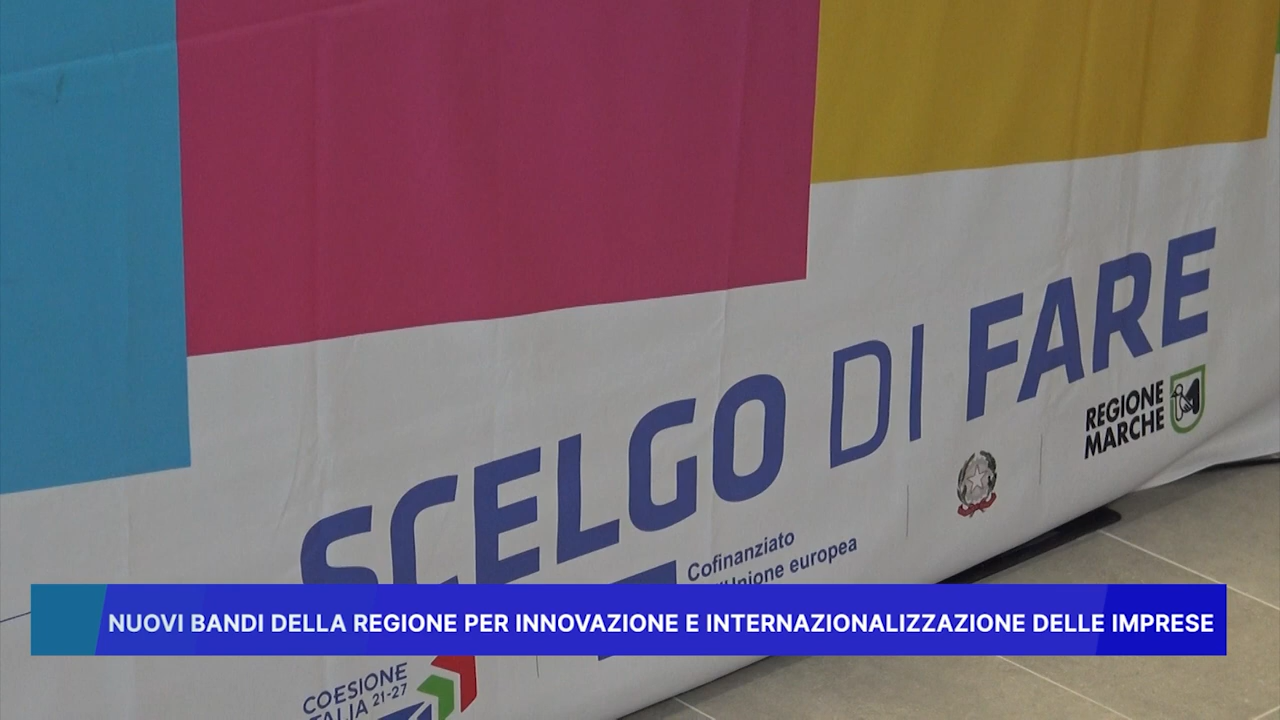 SCELGO DI FARE
REGIONE
MARCHE
Cofinanziato
Unione europea
NUOVI BANDI DELLA REGIONE PER INNOVAZIONE E INTERNAZIONALIZZAZIONE DELLE IMPRESE
COESIONE
21-27